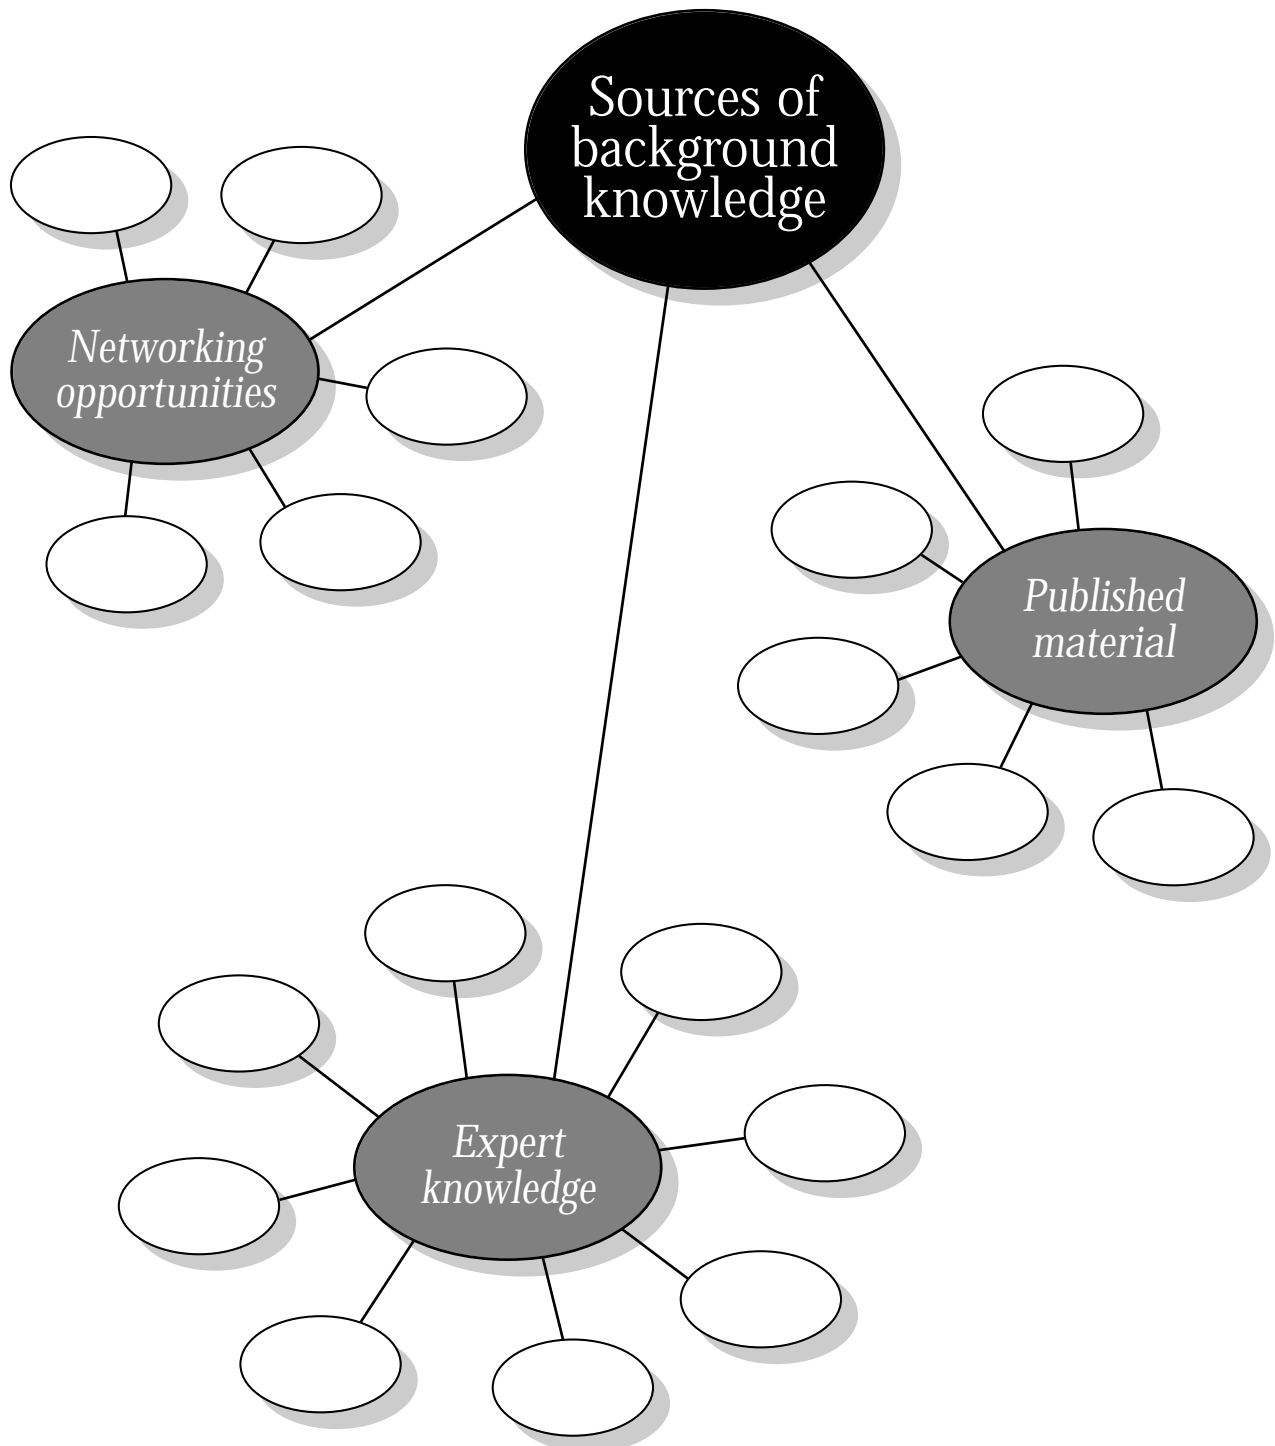 Sources of
background
knowledge
Networking
opportunities
Published
material
Expert
knowledge